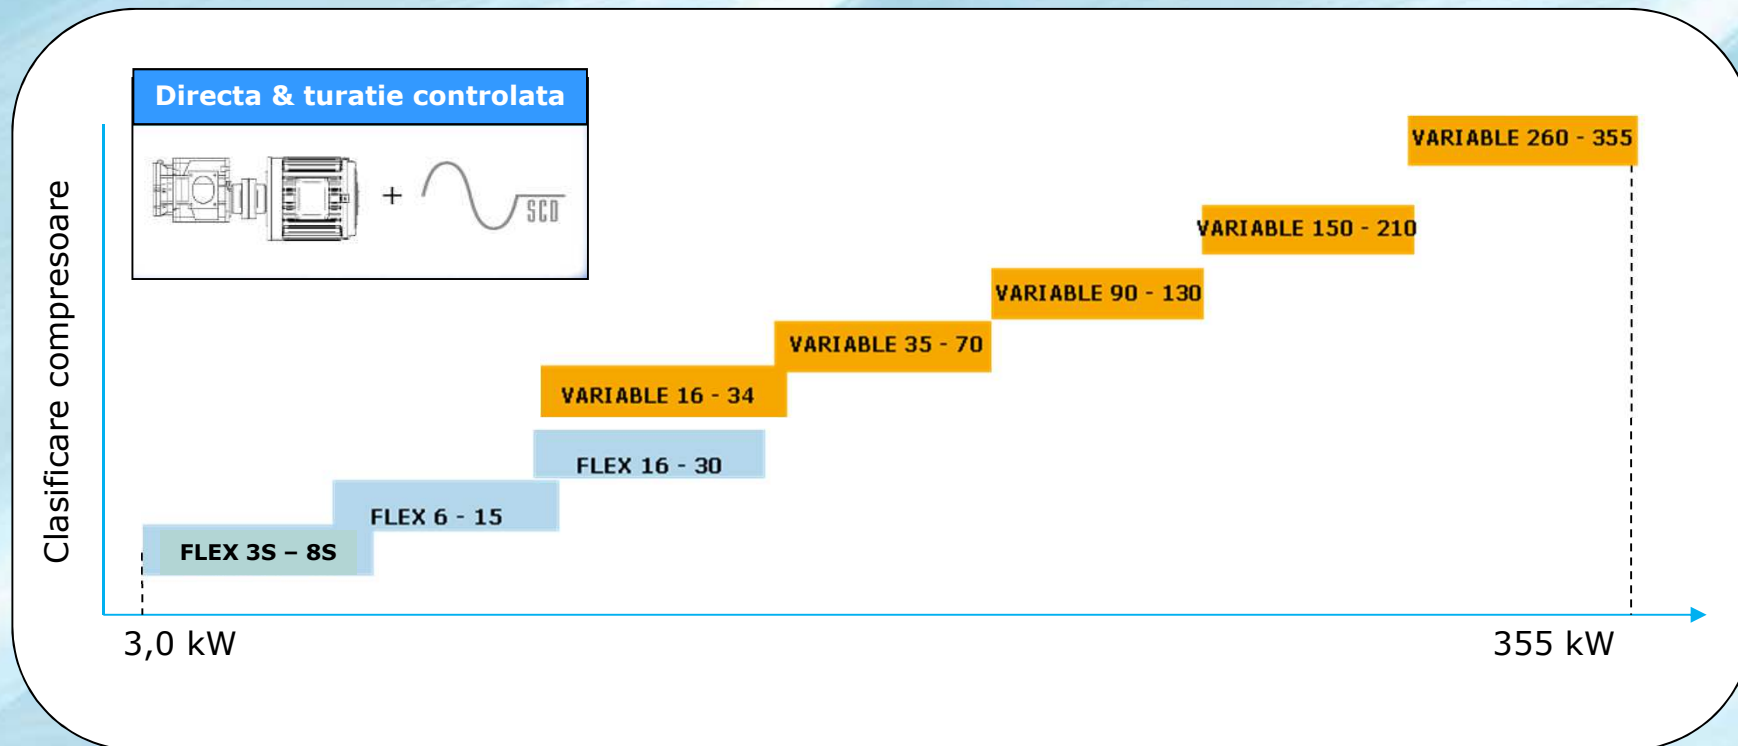 Directa & turatie controlata
+
SCD
Clasificare compresoare
VARIABLE 260 - 355
VARIABLE 150 - 210
VARIABLE 90 - 130
VARIABLE 35 - 70
VARIABLE 16 - 34
FLEX 16 - 30
FLEX 6 - 15
FLEX 3S – 8S
3,0 kW
355 kW